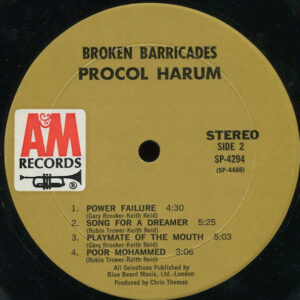 BROKEN BARRICADES
PROCOL HARUM
A&M
RECORDS
STEREO
SIDE 2
SP-4294
(SP-4488)
1. POWER FAILURE 4:30
(Gary Brooker-Keith Reid)
2. SONG FOR A DREAMER 5:25
(Robin Trower-Keith Reid)
3. PLAYMATE OF THE MOUTH 5:03
(Gary Brooker-Keith Reid)
4. POOR MOHAMMED 3:06
(Robin Trower-Keith Reid)
All Selections Published by
Blue Beard Music, Ltd.-London
Produced by Chris Thomas